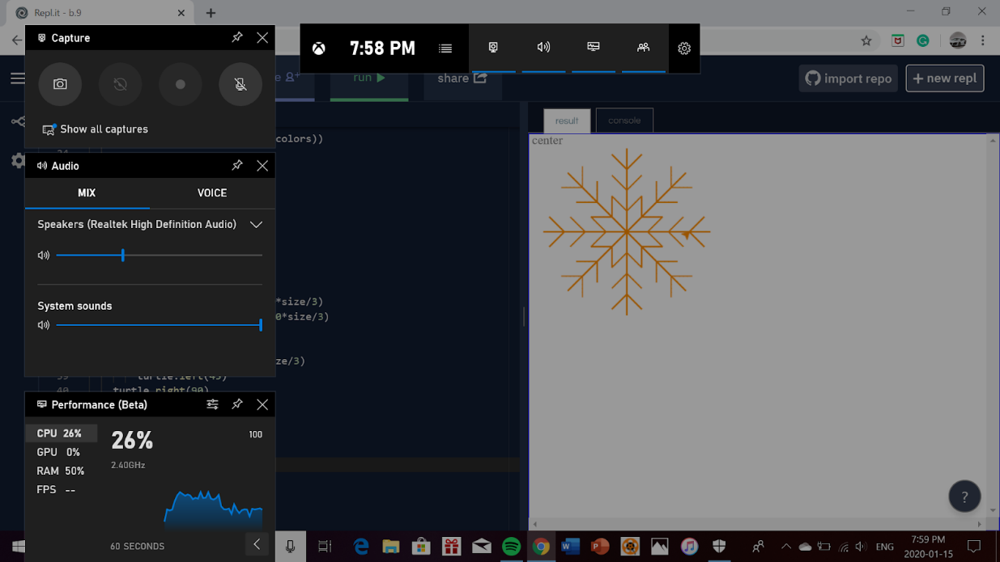 Repl.it - b.9
Capture
7:58 PM
e
run
share
import repo
+ new repl
Show all captures
colors))
result
console
center
Audio
MIX
VOICE
Speakers (Realtek High Definition Audio)
System sounds
*size/3)
0*size/3)
ze/3)
39 turtle.left(45)
40 turtle.right(90)
Performance (Beta)
CPU 26%
GPU 0%
RAM 50%
FPS --
26%
2.40GHz
100
60 SECONDS
?
ENG
7:59 PM
2020-01-15